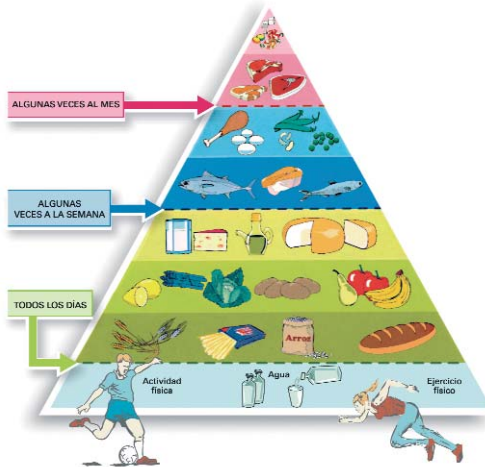 ALGUNAS VECES AL MES
ALGUNAS
VECES A LA SEMANA
TODOS LOS DÍAS
Arroz
Actividad
física
Agua
Ejercicio
físico